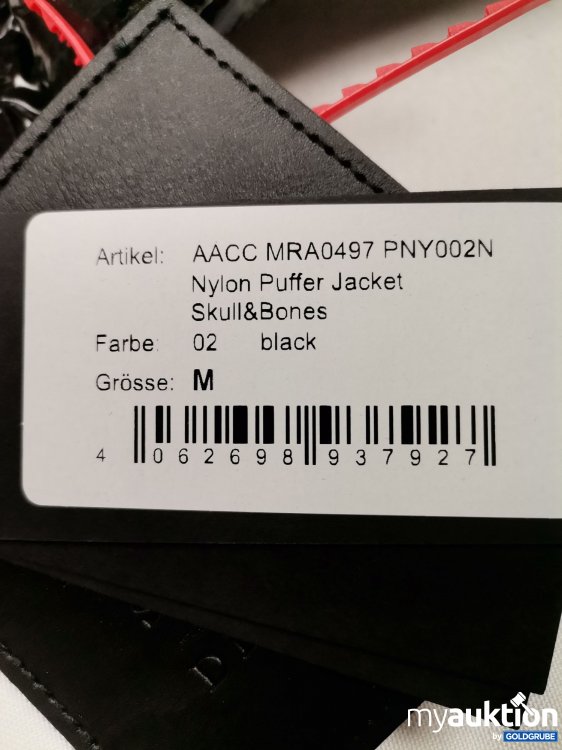 Artikel: AACC MRA0497 PNY002N
Nylon Puffer Jacket
Skull&Bones
Farbe: 02 black
Grösse: M
4 062698 937927
myauktion
by GOLDGRUBE